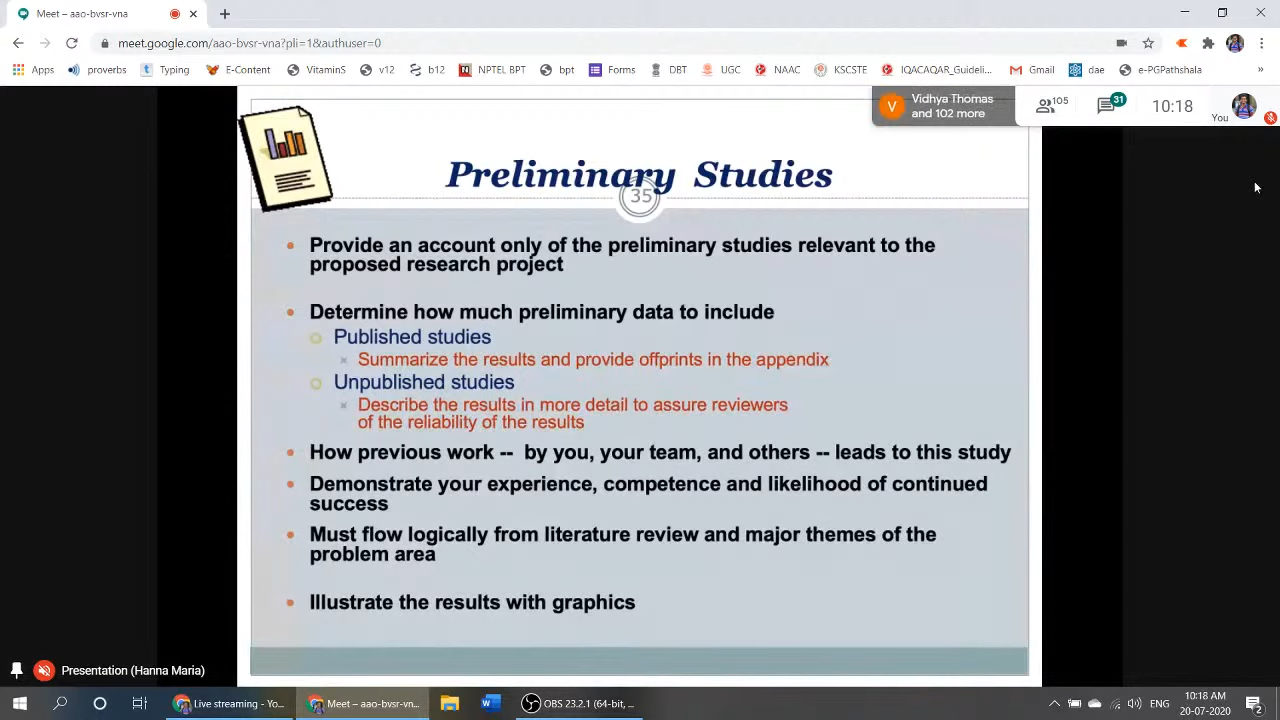 Meet – aao-bvsr-vna
meet.google.com/aao-bvsr-vna?pli=1&authuser=0
Apps proverbs Typing E-Content VitaminS v12 b12 NPTEL BPT bpt Forms DBT UGC NAAC KSCSTE IQACAQAR_Guideli... Gmail dae e-PGPathshala »
V Vidhya Thomas
and 102 more
105 31 10:18 You
Preliminary Studies
35
Provide an account only of the preliminary studies relevant to the
proposed research project
Determine how much preliminary data to include
Published studies
Summarize the results and provide offprints in the appendix
Unpublished studies
Describe the results in more detail to assure reviewers
of the reliability of the results
How previous work -- by you, your team, and others -- leads to this study
Demonstrate your experience, competence and likelihood of continued
success
Must flow logically from literature review and major themes of the
problem area
Illustrate the results with graphics
Presentation (Hanna Maria)
Live streaming - Yo... Meet – aao-bvsr-vn... OBS 23.2.1 (64-bit, ... ENG 10:18 AM
20-07-2020 2